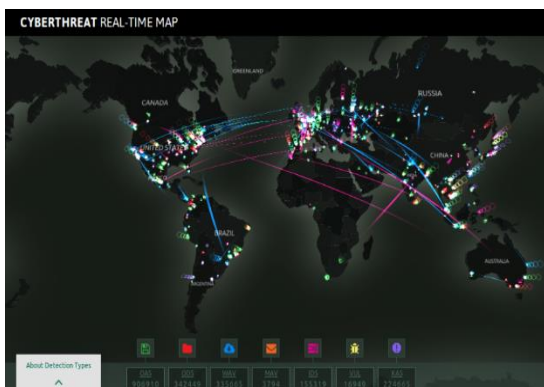 CYBERTHREAT REAL-TIME MAP
GREENLAND
RUSSIA
CANADA
UNITED STATES
CHINA
BRAZIL
AUSTRALIA
ARGENTINA
About Detection Types
OAS
ODS
MAV
WAV
IDS
VUL
KAS